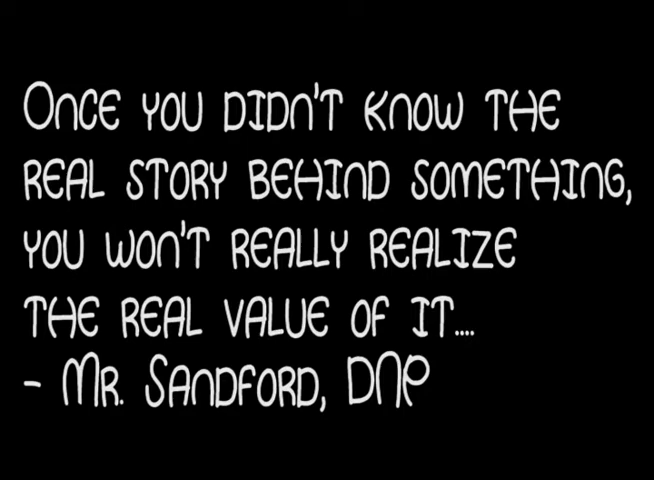 Once you didn't know the
real story behind something,
you won't really realize
the real value of it....
- Mr. Sandford, DNP